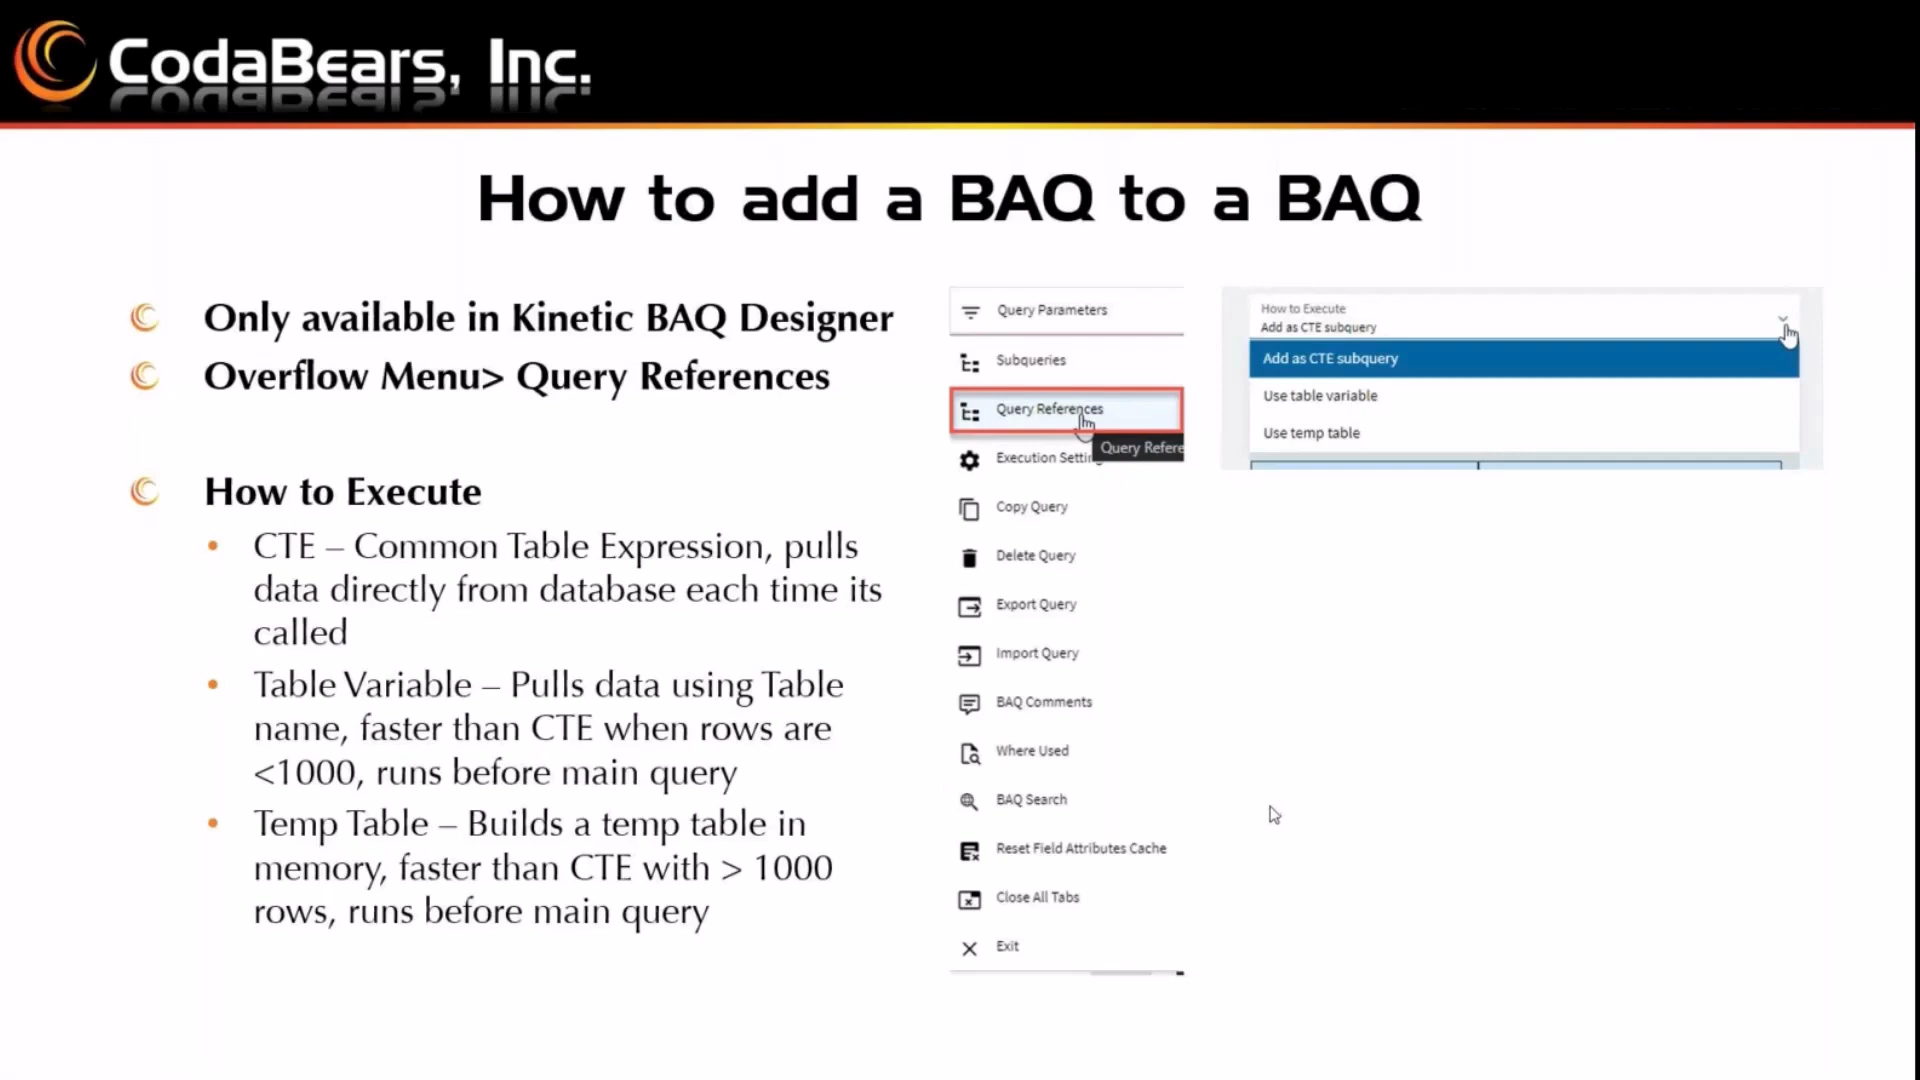 CodaBears, Inc.
How to add a BAQ to a BAQ
Only available in Kinetic BAQ Designer
Overflow Menu> Query References
How to Execute
CTE – Common Table Expression, pulls
data directly from database each time its
called
Table Variable – Pulls data using Table
name, faster than CTE when rows are
<1000, runs before main query
Temp Table – Builds a temp table in
memory, faster than CTE with > 1000
rows, runs before main query
Query Parameters
Subqueries
Query References
Query Refere
Execution Settin
Copy Query
Delete Query
Export Query
Import Query
BAQ Comments
Where Used
BAQ Search
Reset Field Attributes Cache
Close All Tabs
Exit
How to Execute
Add as CTE subquery
Add as CTE subquery
Use table variable
Use temp table